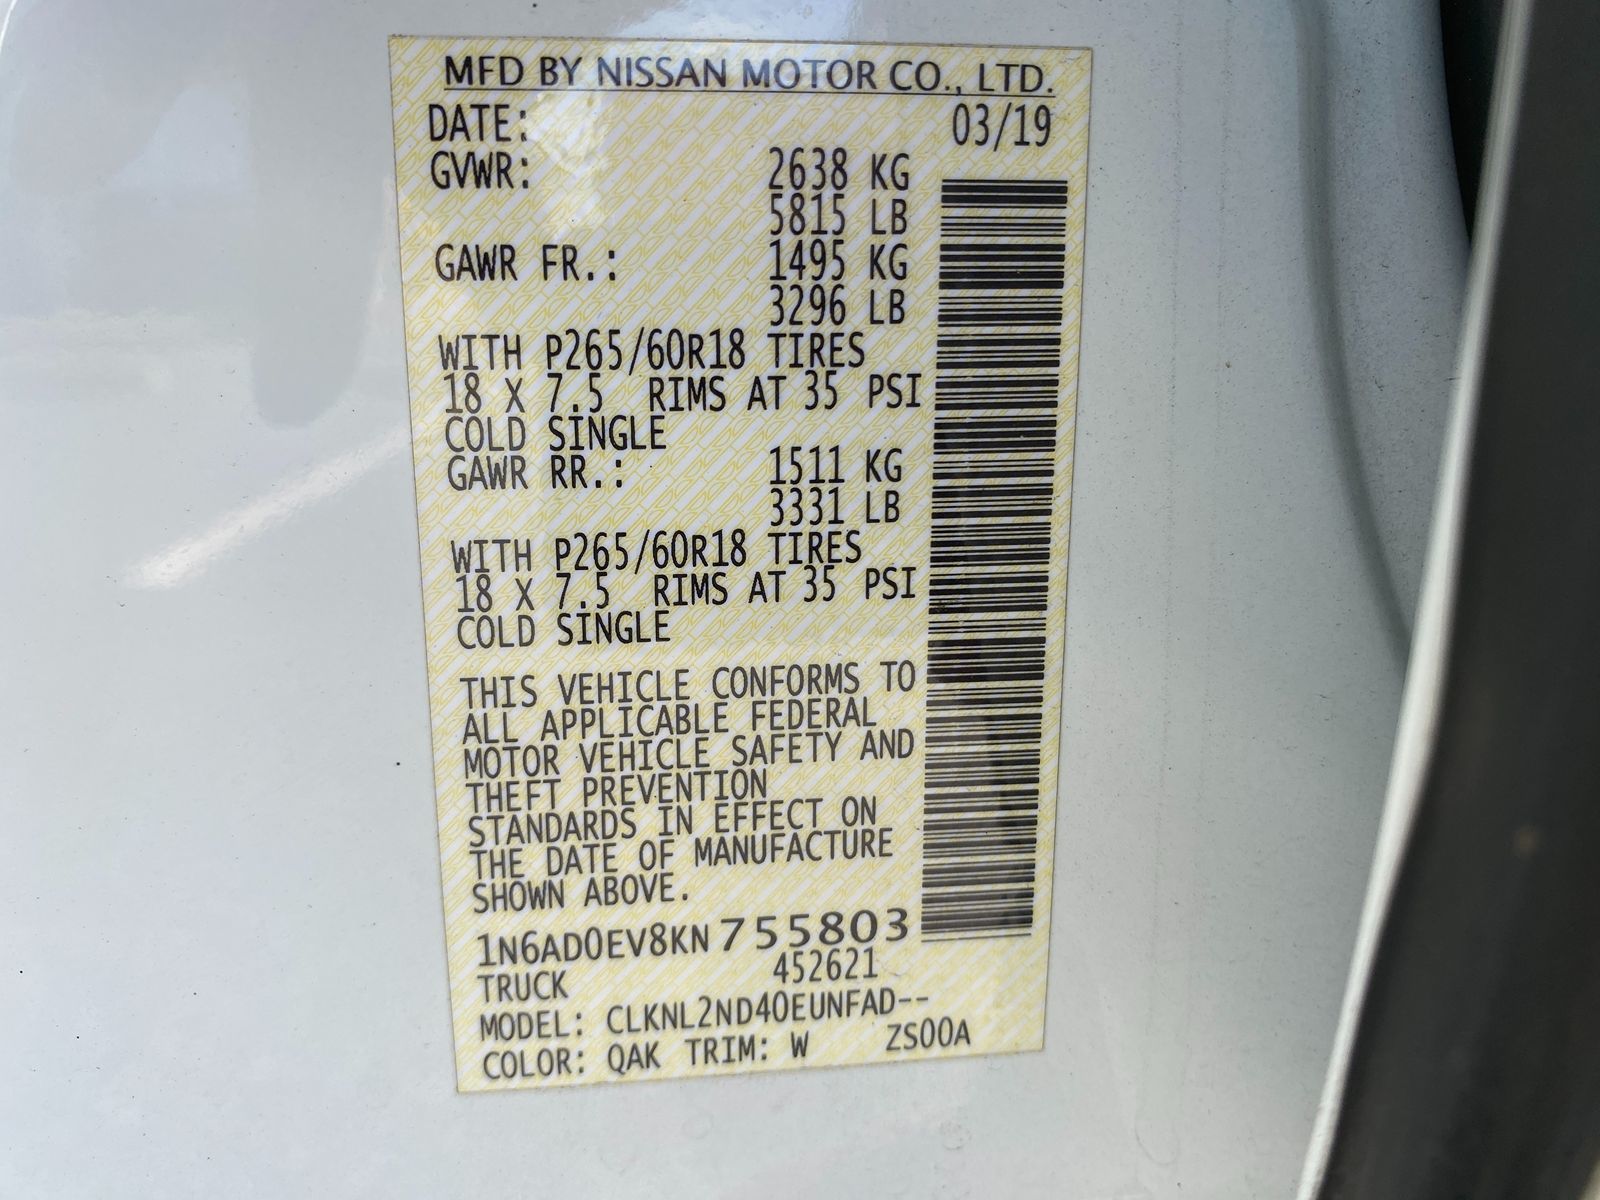 MFD BY NISSAN MOTOR CO., LTD.
DATE: 03/19
GVWR: 2638 KG
5815 LB
GAWR FR.: 1495 KG
3296 LB
WITH P265/60R18 TIRES
18 X 7.5 RIMS AT 35 PSI
COLD SINGLE
GAWR RR.: 1511 KG
3331 LB
WITH P265/60R18 TIRES
18 X 7.5 RIMS AT 35 PSI
COLD SINGLE
THIS VEHICLE CONFORMS TO
ALL APPLICABLE FEDERAL
MOTOR VEHICLE SAFETY AND
THEFT PREVENTION
STANDARDS IN EFFECT ON
THE DATE OF MANUFACTURE
SHOWN ABOVE.
1N6AD0EV8KN755803
TRUCK 452621
MODEL: CLKNL2ND40EUNFAD--
COLOR: QAK TRIM: W ZS00A